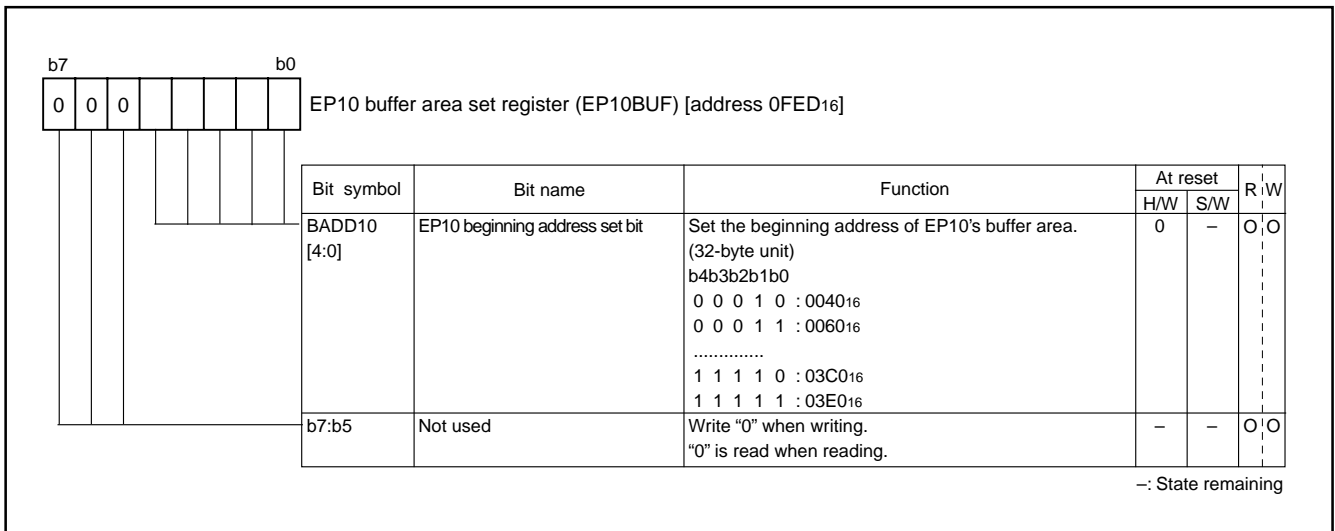 b7 b0
0 0 0 EP10 buffer area set register (EP10BUF) [address 0FED16]
Bit symbol Bit name Function At reset R W
H/W S/W
BADD10 EP10 beginning address set bit Set the beginning address of EP10’s buffer area. 0 – O O
[4:0] (32-byte unit)
b4b3b2b1b0
0 0 0 1 0 : 004016
0 0 0 1 1 : 006016
..............
1 1 1 1 0 : 03C016
1 1 1 1 1 : 03E016
b7:b5 Not used Write “0” when writing. – – O O
“0” is read when reading.
–: State remaining